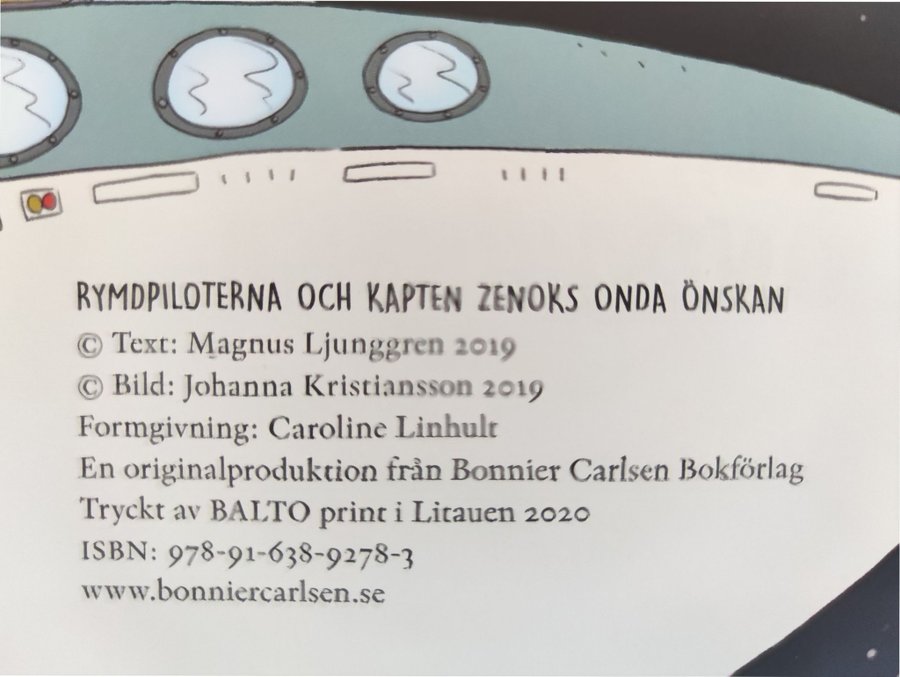 RYMDPILOTERNA OCH KAPTEN ZENOKS ONDA ÖNSKAN
© Text: Magnus Ljunggren 2019
© Bild: Johanna Kristiansson 2019
Formgivning: Caroline Linhult
En originalproduktion från Bonnier Carlsen Bokförlag
Tryckt av BALTO print i Litauen 2020
ISBN: 978-91-638-9278-3
www.bonniercarlsen.se